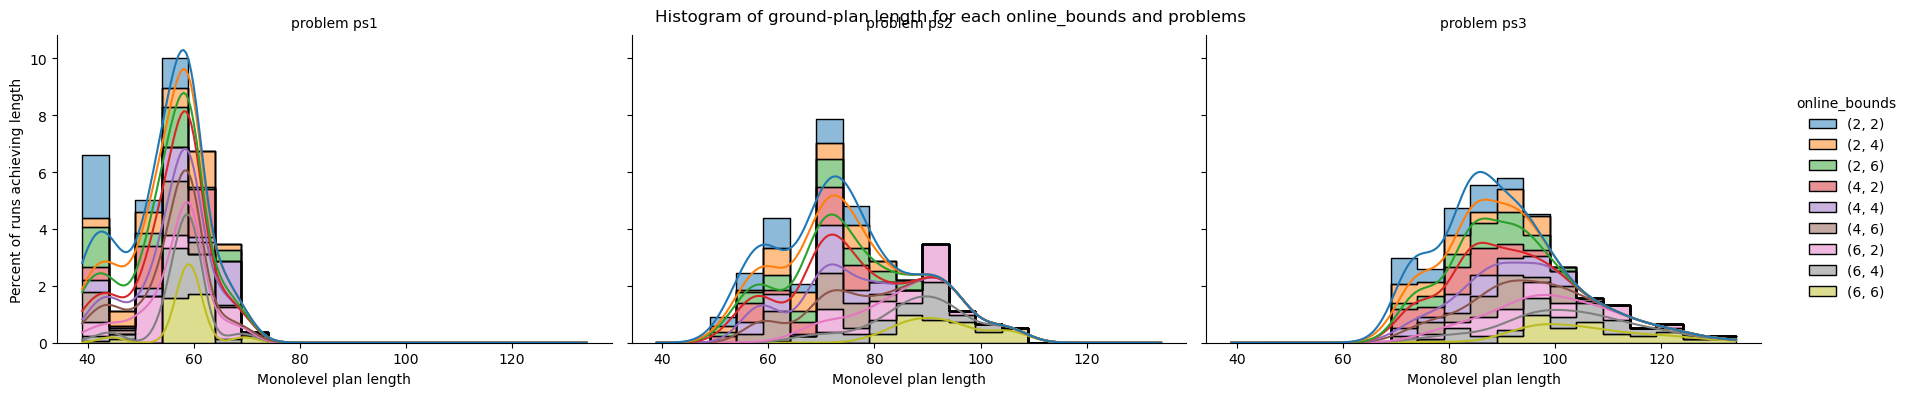 Histogram of ground-plan length for each online_bounds and problems
problem ps1
problem ps2
problem ps3
Percent of runs achieving length
10
8
6
4
2
0
40 60 80 100 120
40 60 80 100 120
40 60 80 100 120
Monolevel plan length
Monolevel plan length
Monolevel plan length
online_bounds
(2, 2)
(2, 4)
(2, 6)
(4, 2)
(4, 4)
(4, 6)
(6, 2)
(6, 4)
(6, 6)